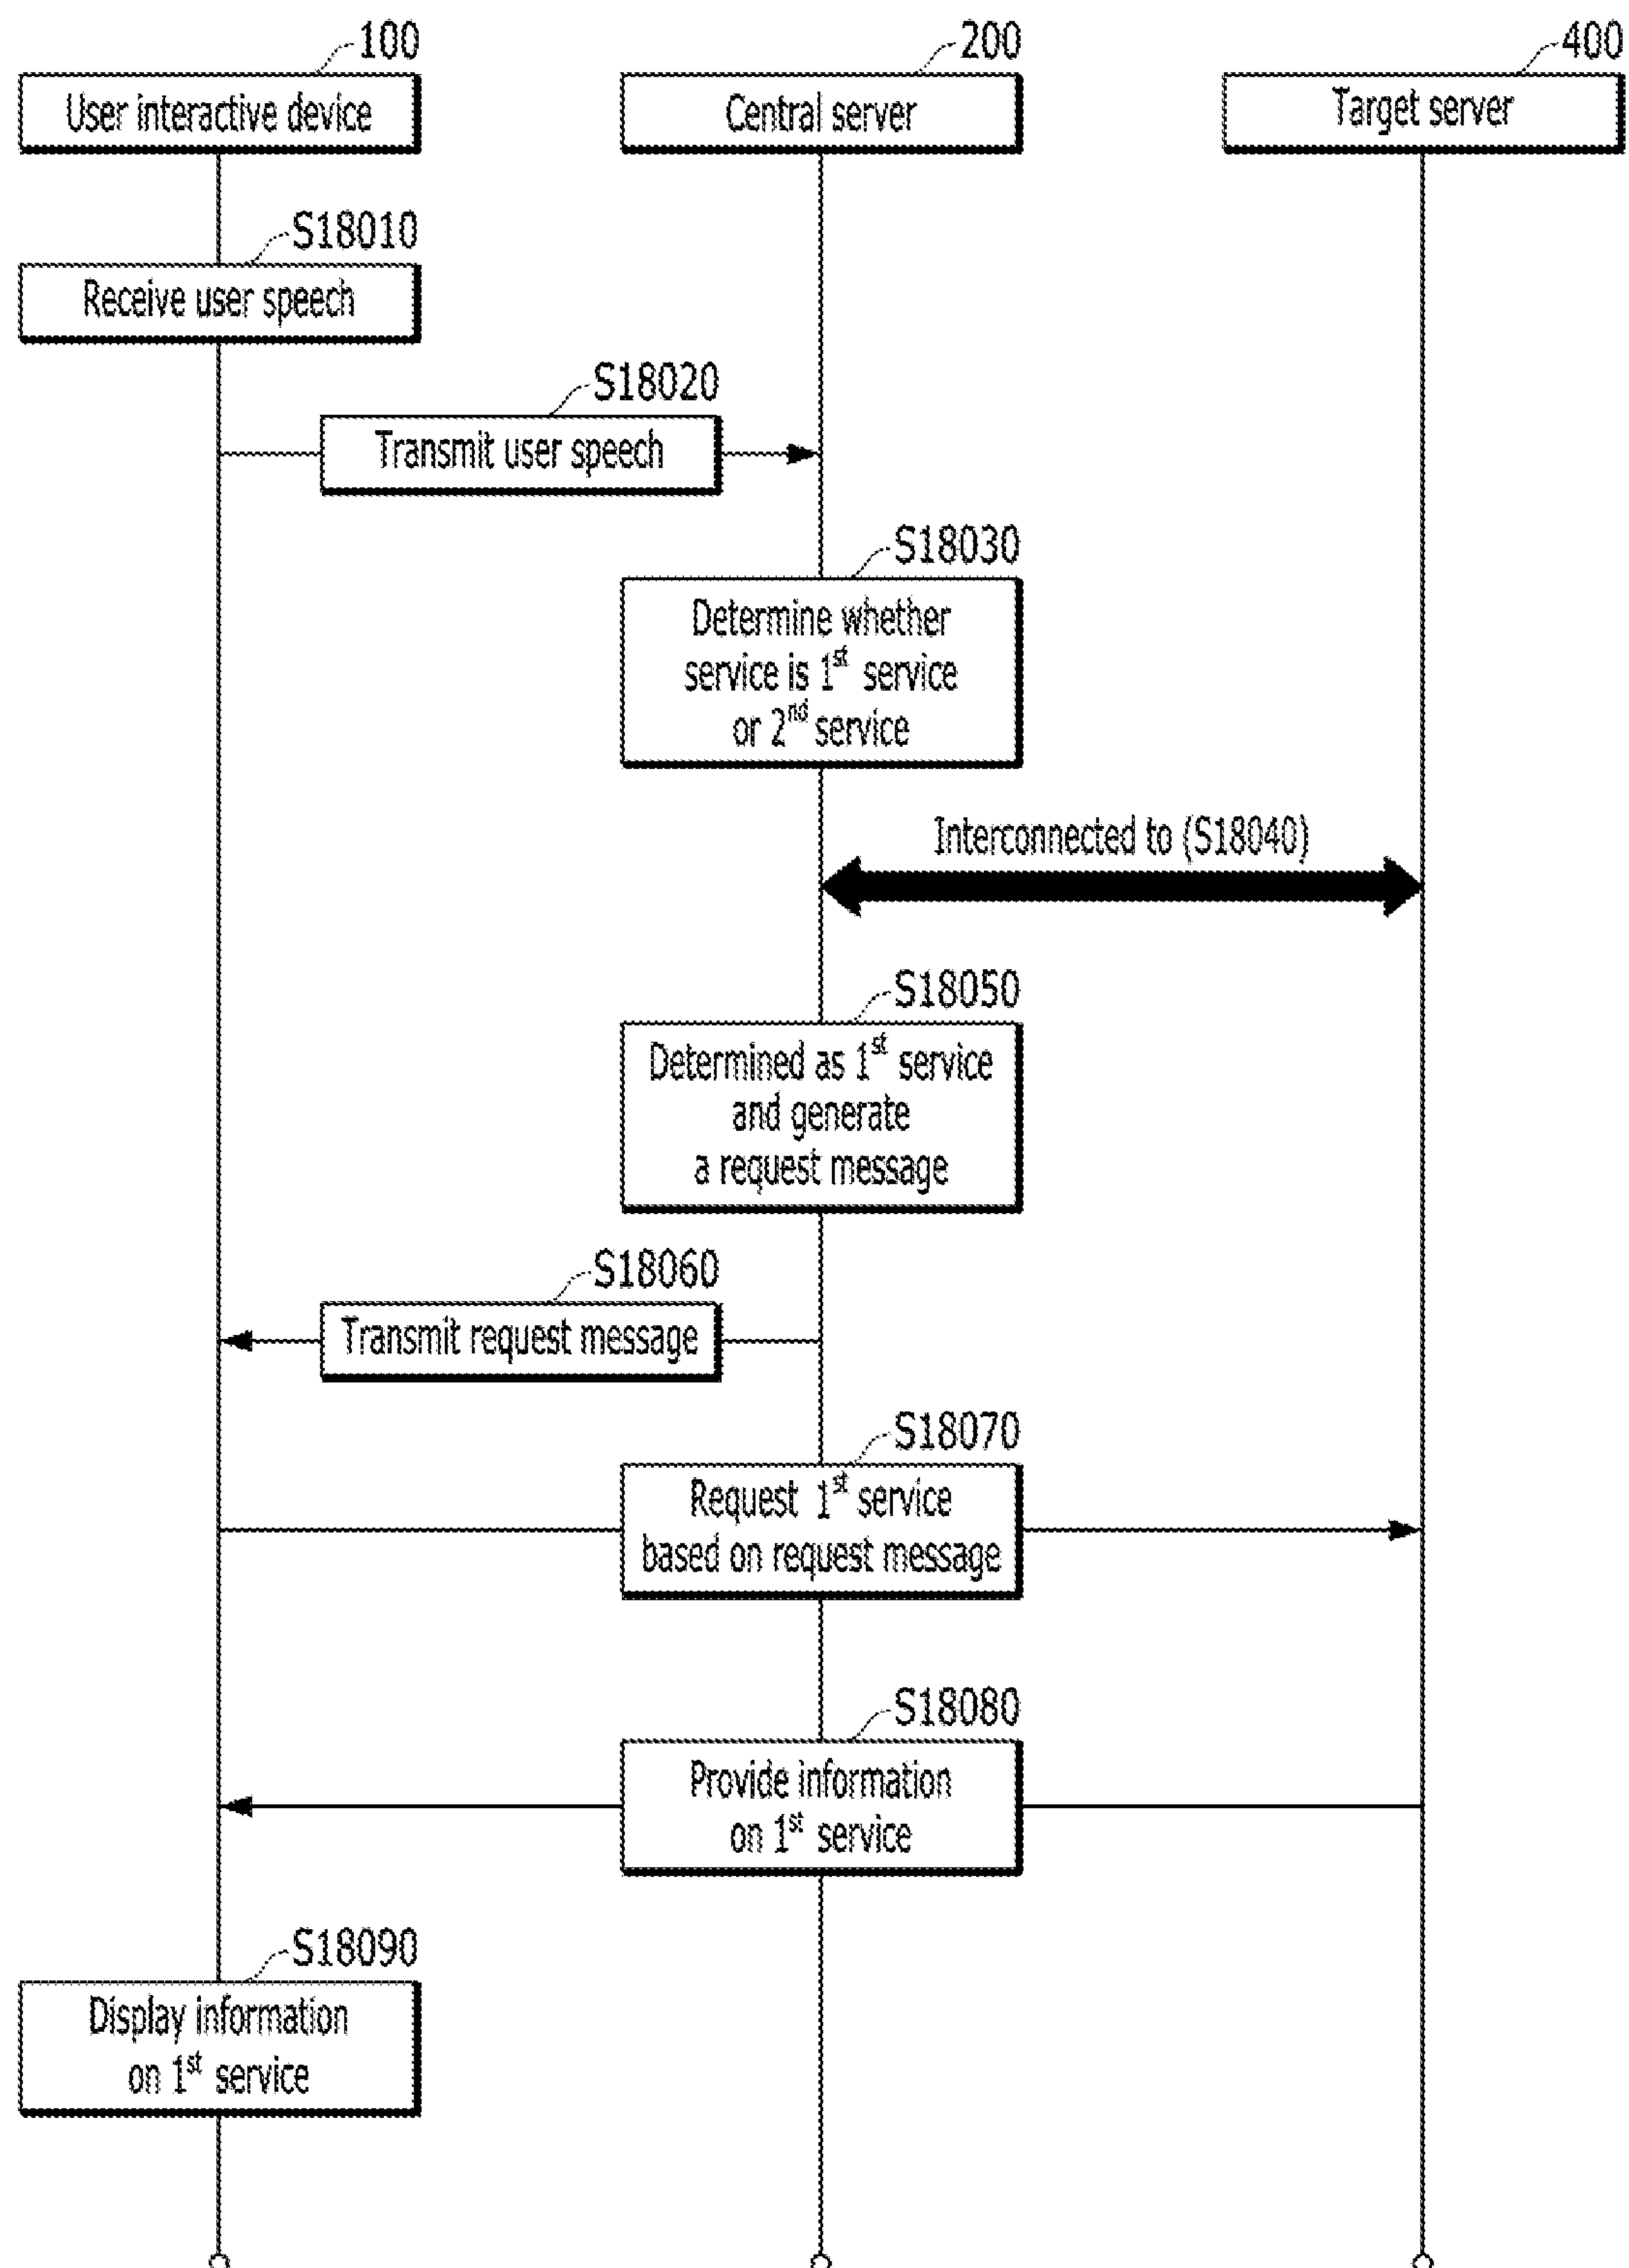 100
200
400
User interactive device
Central server
Target server
S18010
Receive user speech
S18020
Transmit user speech
S18030
Determine whether
service is 1st service
or 2nd service
Interconnected to (S18040)
S18050
Determined as 1st service
and generate
a request message
S18060
Transmit request message
S18070
Request 1st service
based on request message
S18080
Provide information
on 1st service
S18090
Display information
on 1st service